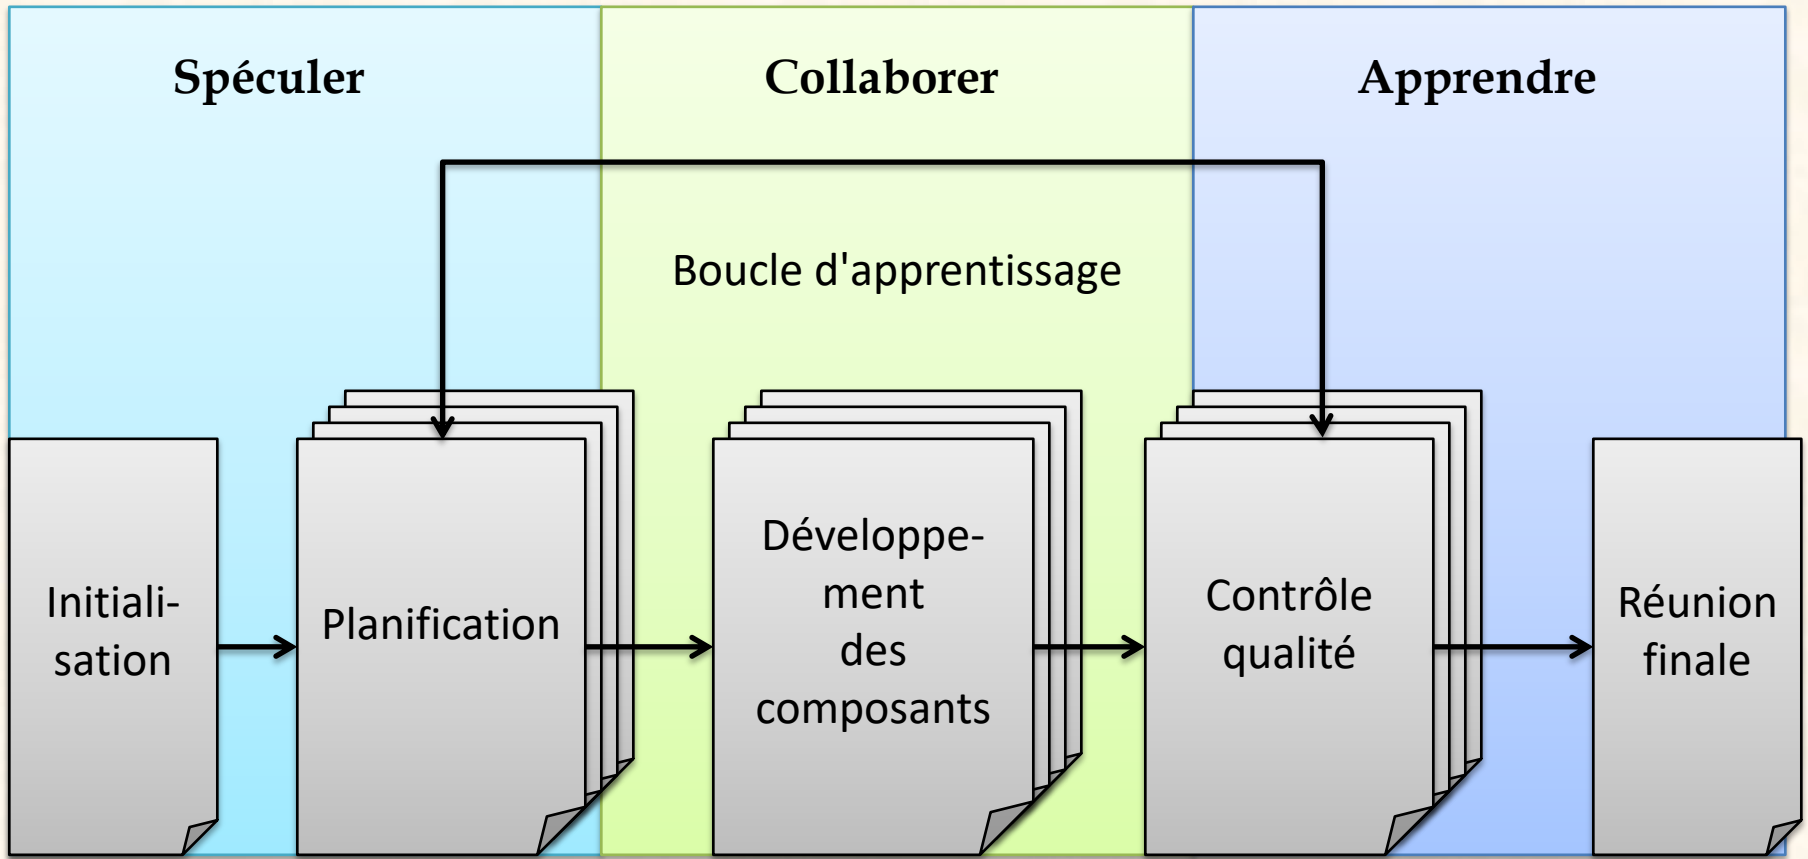 Spéculer
Collaborer
Apprendre
Boucle d'apprentissage
Initiali-
sation
Planification
Développe-
ment
des
composants
Contrôle
qualité
Réunion
finale